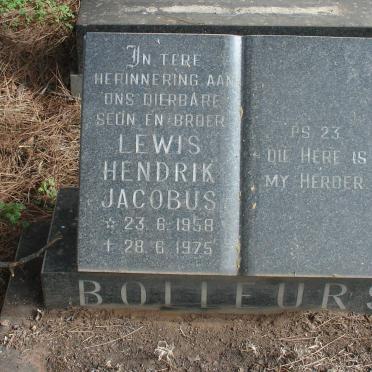 In tere
herinnering aan
ons dierbare
seun en broer
LEWIS
HENDRIK
JACOBUS
☆ 23.6.1958
† 28.6.1975
PS 23
DIE HERE IS
MY HERDER